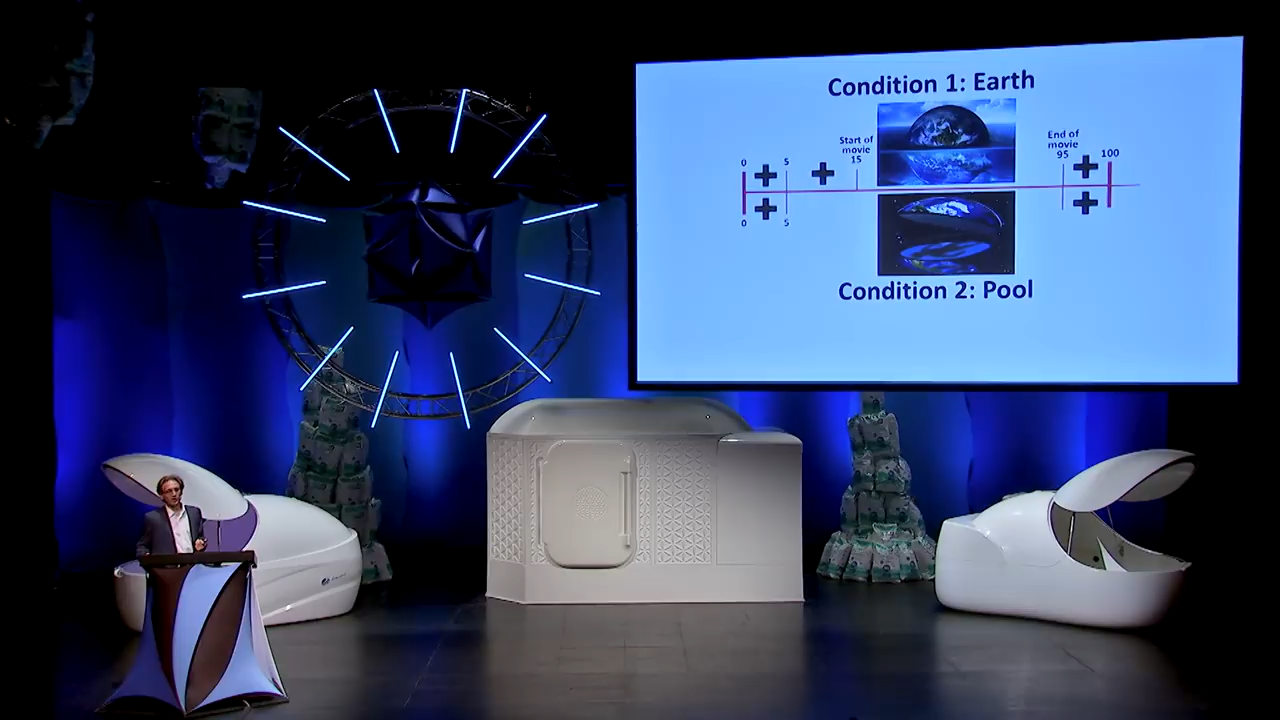 Condition 1: Earth
Start of
movie
15
End of
movie
95
0
5
100
0
5
Condition 2: Pool